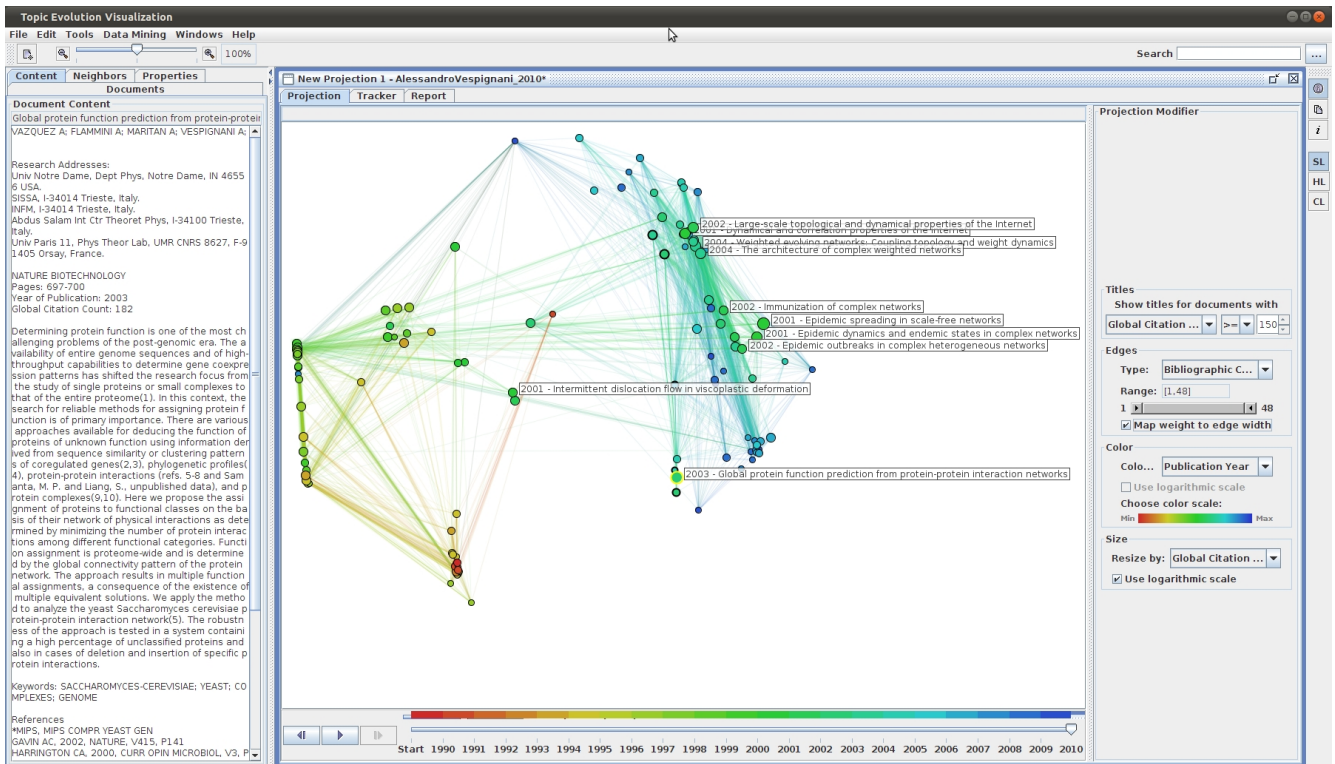 Topic Evolution Visualization
File Edit Tools Data Mining Windows Help
100%
Search
...
Content Neighbors Properties
Documents
Document Content
Global protein function prediction from protein-protein
VAZQUEZ A; FLAMMINI A; MARITAN A; VESPIGNANI A;
Research Addresses:
Univ Notre Dame, Dept Phys, Notre Dame, IN 4655
6 USA.
SISSA, I-34014 Trieste, Italy.
INFM, I-34014 Trieste, Italy.
Abdus Salam Int Ctr Theoret Phys, I-34100 Trieste,
Italy.
Univ Paris 11, Phys Theor Lab, UMR CNRS 8627, F-9
1405 Orsay, France.
NATURE BIOTECHNOLOGY
Pages: 697-700
Year of Publication: 2003
Global Citation Count: 182
Determining protein function is one of the most ch
allenging problems of the post-genomic era. The a
vailability of entire genome sequences and of high-
throughput capabilities to determine gene coexpre
ssion patterns has shifted the research focus from
the study of single proteins or small complexes to
that of the entire proteome(1). In this context, the
search for reliable methods for assigning protein f
unction is of primary importance. There are various
approaches available for deducing the function of
proteins of unknown function using information der
ived from sequence similarity or clustering pattern
s of coregulated genes(2,3), phylogenetic profiles(
4), protein-protein interactions (refs. 5-8 and Sam
anta, M. P. and Liang, S., unpublished data), and p
rotein complexes(9,10). Here we propose the assi
gnment of proteins to functional classes on the ba
sis of their network of physical interactions as dete
rmined by minimizing the number of protein interac
tions among different functional categories. Functi
on assignment is proteome-wide and is determine
d by the global connectivity pattern of the protein
network. The approach results in multiple function
al assignments, a consequence of the existence of
multiple equivalent solutions. We apply the metho
d to analyze the yeast Saccharomyces cerevisiae p
rotein-protein interaction network(5). The robustn
ess of the approach is tested in a system containi
ng a high percentage of unclassified proteins and
also in cases of deletion and insertion of specific p
rotein interactions.
Keywords: SACCHAROMYCES-CEREVISIAE; YEAST; CO
MPLEXES; GENOME
References
*MIPS, MIPS COMPR YEAST GEN
GAVIN AC, 2002, NATURE, V415, P141
HARRINGTON CA, 2000, CURR OPIN MICROBIOL, V3, P
New Projection 1 - AlessandroVespignani_2010*
Projection Tracker Report
2002 - Large-scale topological and dynamical properties of the Internet
2001 - Dynamical and correlation properties of the Internet
2004 - Weighted evolving networks: Coupling topology and weight dynamics
2004 - The architecture of complex weighted networks
2002 - Immunization of complex networks
2001 - Epidemic spreading in scale-free networks
2001 - Epidemic dynamics and endemic states in complex networks
2002 - Epidemic outbreaks in complex heterogeneous networks
2001 - Intermittent dislocation flow in viscoplastic deformation
2003 - Global protein function prediction from protein-protein interaction networks
Start 1990 1991 1992 1993 1994 1995 1996 1997 1998 1999 2000 2001 2002 2003 2004 2005 2006 2007 2008 2009 2010
Projection Modifier
Titles
Show titles for documents with
Global Citation ... >= 150
Edges
Type: Bibliographic C...
Range: [1,48]
1 48
Map weight to edge width
Color
Colo... Publication Year
Use logarithmic scale
Choose color scale:
Min Max
Size
Resize by: Global Citation ...
Use logarithmic scale
i
SL
HL
CL